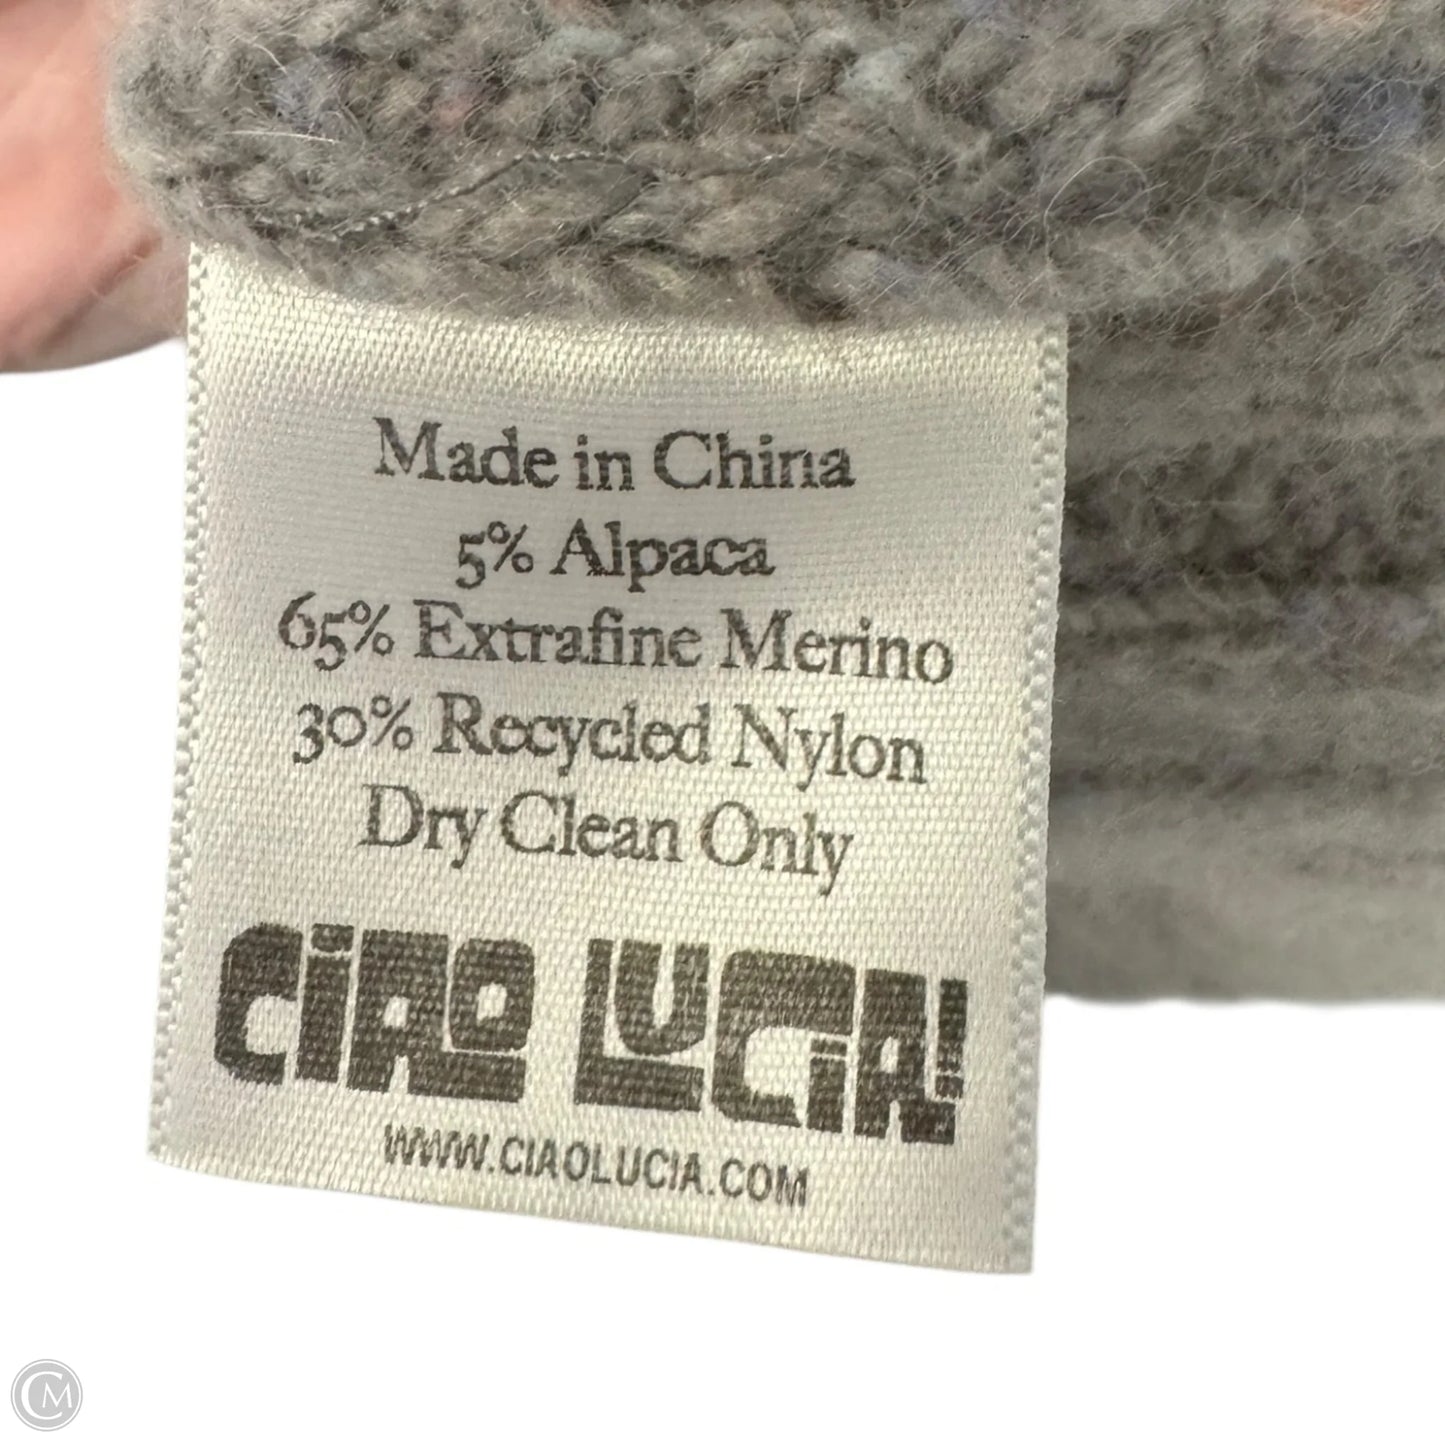 Made in China
5% Alpaca
65% Extrafine Merino
30% Recycled Nylon
Dry Clean Only
CIAO LUCIA!
WWW.CIAOLUCIA.COM
CM